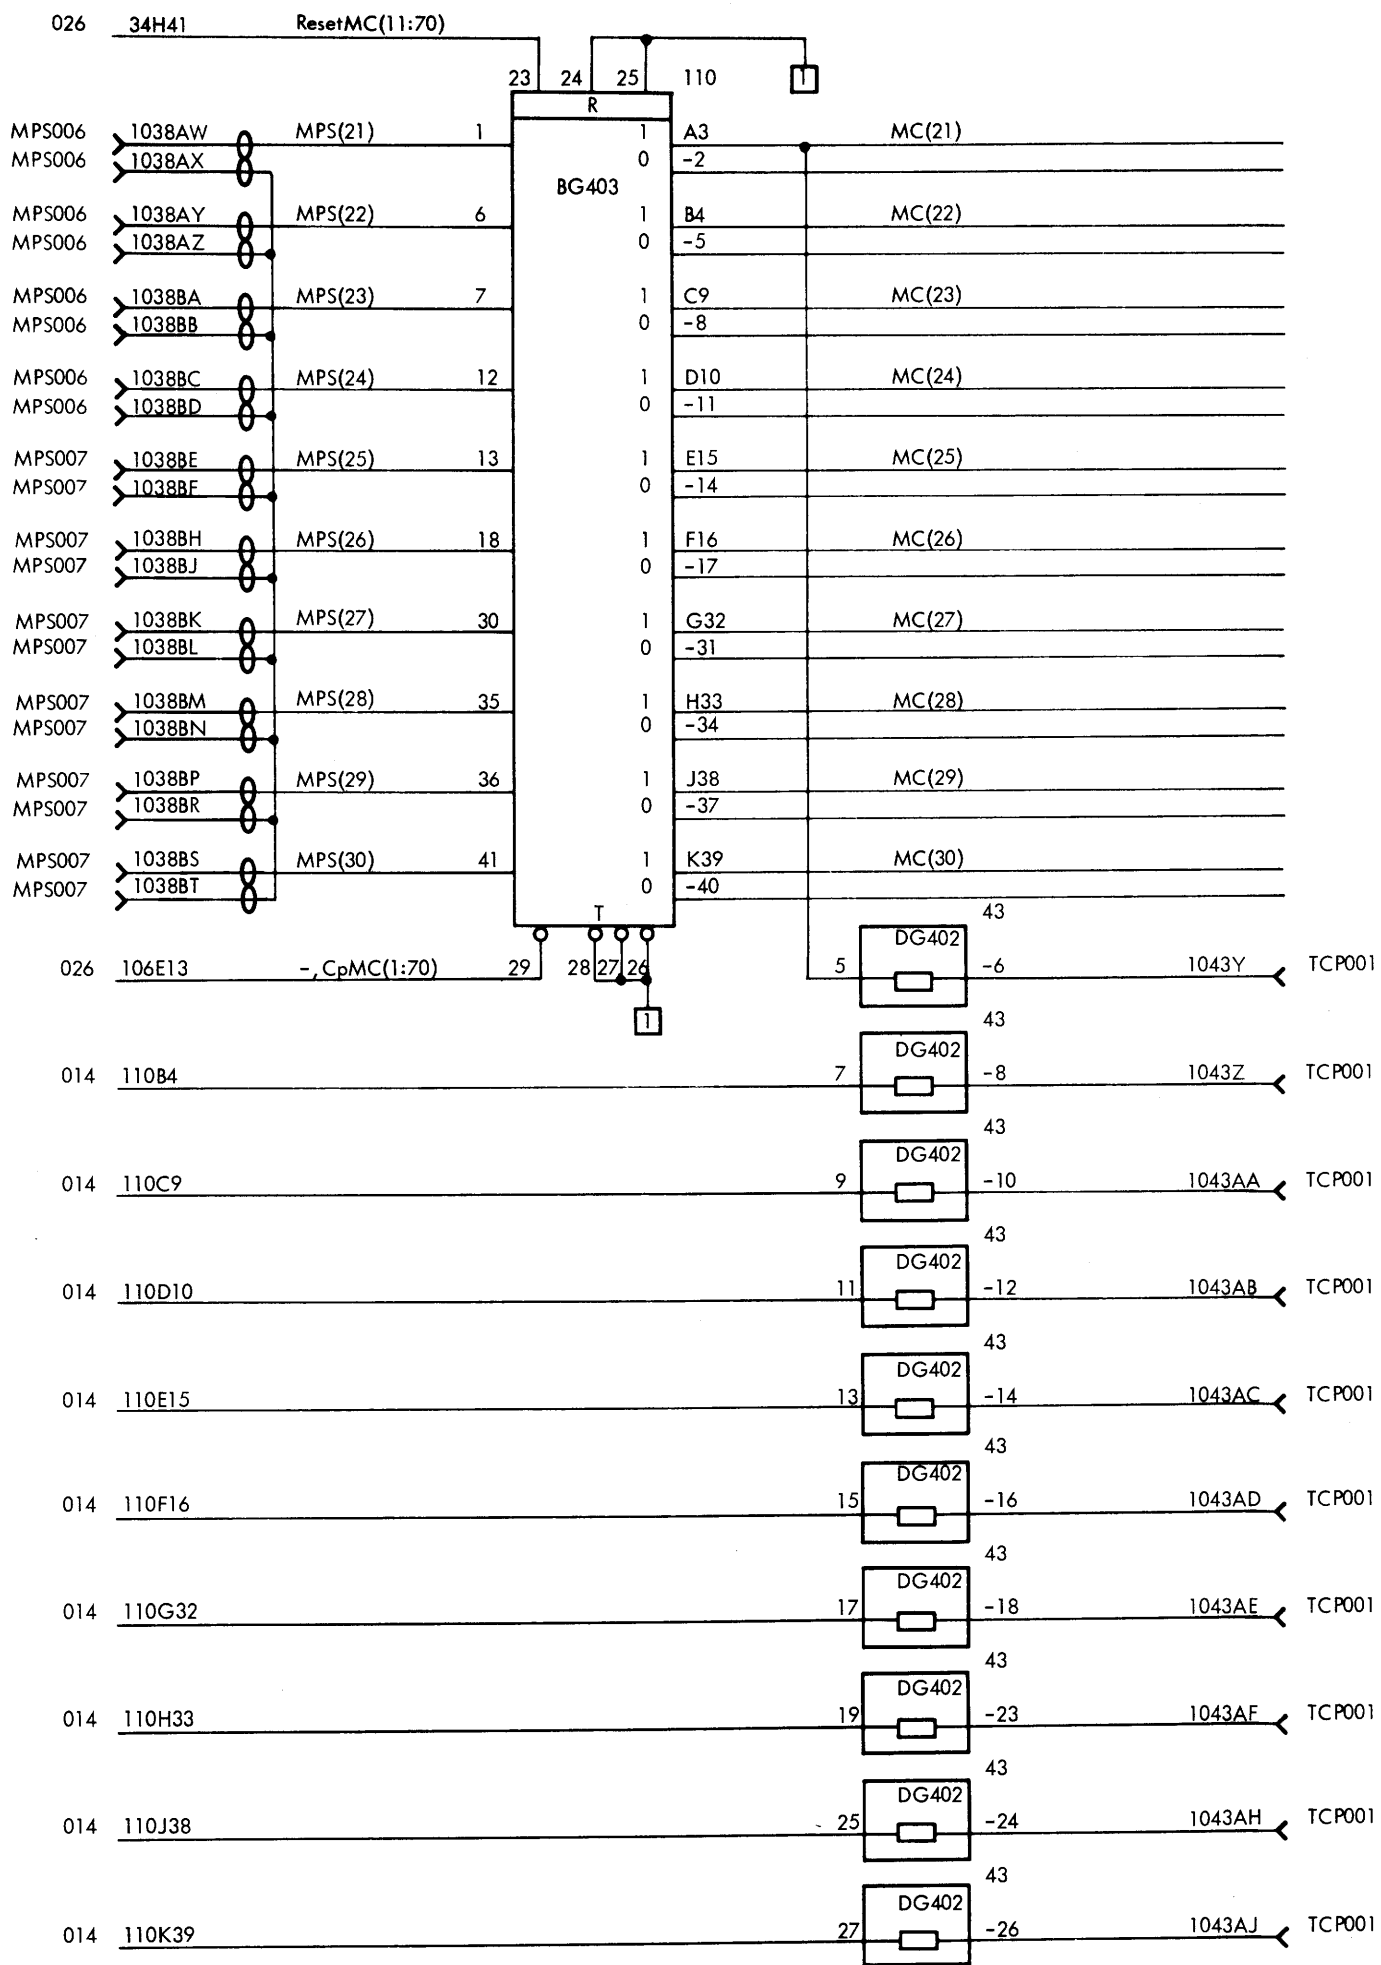 026 34H41 ResetMC(11:70)
23 24 25 110 1
R
MPS006 1038AW MPS(21) 1 1 A3 MC(21)
MPS006 1038AX 0 -2
BG403
MPS006 1038AY MPS(22) 6 1 B4 MC(22)
MPS006 1038AZ 0 -5
MPS006 1038BA MPS(23) 7 1 C9 MC(23)
MPS006 1038BB 0 -8
MPS006 1038BC MPS(24) 12 1 D10 MC(24)
MPS006 1038BD 0 -11
MPS007 1038BE MPS(25) 13 1 E15 MC(25)
MPS007 1038BF 0 -14
MPS007 1038BH MPS(26) 18 1 F16 MC(26)
MPS007 1038BJ 0 -17
MPS007 1038BK MPS(27) 30 1 G32 MC(27)
MPS007 1038BL 0 -31
MPS007 1038BM MPS(28) 35 1 H33 MC(28)
MPS007 1038BN 0 -34
MPS007 1038BP MPS(29) 36 1 J38 MC(29)
MPS007 1038BR 0 -37
MPS007 1038BS MPS(30) 41 1 K39 MC(30)
MPS007 1038BT 0 -40
T 43
DG402
026 106E13 -,CpMC(1:70) 29 28 27 26 5 -6 1043Y TCP001
1 43
DG402
014 110B4 7 -8 1043Z TCP001
43
DG402
014 110C9 9 -10 1043AA TCP001
43
DG402
014 110D10 11 -12 1043AB TCP001
43
DG402
014 110E15 13 -14 1043AC TCP001
43
DG402
014 110F16 15 -16 1043AD TCP001
43
DG402
014 110G32 17 -18 1043AE TCP001
43
DG402
014 110H33 19 -23 1043AF TCP001
43
DG402
014 110J38 25 -24 1043AH TCP001
43
DG402
014 110K39 27 -26 1043AJ TCP001